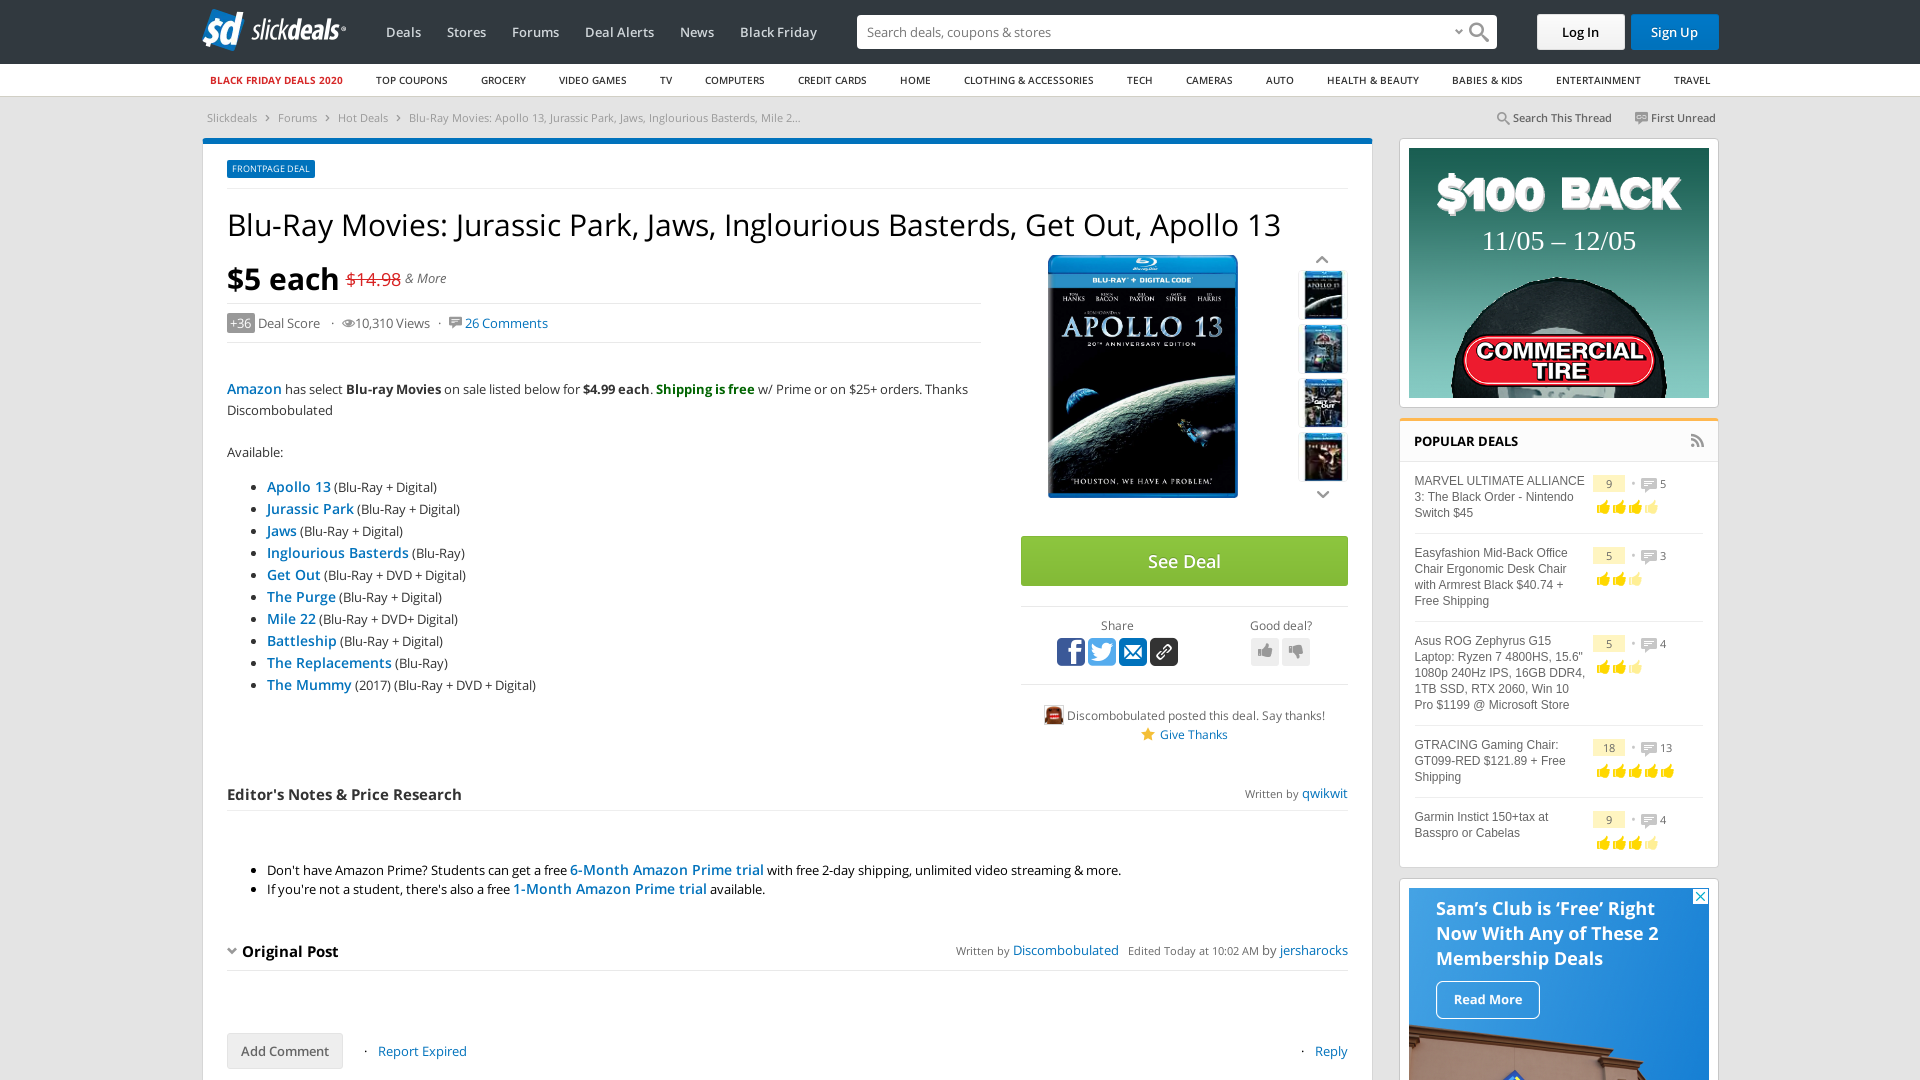 slickdeals
Deals
Stores
Forums
Deal Alerts
News
Black Friday
Search deals, coupons & shopping
Log In
Sign Up
BLACK FRIDAY DEALS 2020
TOP COUPONS
GROCERY
VIDEO GAMES
TV
COMPUTERS
CREDIT CARDS
HOME
CLOTHING & ACCESSORIES
TECH
CAMERAS
AUTO
HEALTH & BEAUTY
BABIES & KIDS
ENTERTAINMENT
TRAVEL
Slickdeals > Forums > Hot Deals > Blu-Ray Movies: Apollo 13, Jurassic Park, Jaws, Inglourious Basterds, Mile 2...
Search This Thread
First Unread
FRONTPAGE DEAL
Blu-Ray Movies: Jurassic Park, Jaws, Inglourious Basterds, Get Out, Apollo 13
$5 each $14.98 & More
+36 Deal Score · 10,310 Views · 26 Comments
Amazon has select Blu-ray Movies on sale listed below for $4.99 each. Shipping is free w/ Prime or on $25+ orders. Thanks
Discombobulated
Available:
Apollo 13 (Blu-Ray + Digital)
Jurassic Park (Blu-Ray + Digital)
Jaws (Blu-Ray + Digital)
Inglourious Basterds (Blu-Ray)
Get Out (Blu-Ray + DVD + Digital)
The Purge (Blu-Ray + Digital)
Mile 22 (Blu-Ray + DVD+ Digital)
Battleship (Blu-Ray + Digital)
The Replacements (Blu-Ray)
The Mummy (2017) (Blu-Ray + DVD + Digital)
BLU-RAY + DIGITAL CODE
TOM HANKS KEVIN BACON BILL PAXTON GARY SINISE ED HARRIS
APOLLO 13
20TH ANNIVERSARY EDITION
"HOUSTON, WE HAVE A PROBLEM."
See Deal
Share
Good deal?
Discombobulated posted this deal. Say thanks!
Give Thanks
Editor's Notes & Price Research
Written by qwikwit
Don't have Amazon Prime? Students can get a free 6-Month Amazon Prime trial with free 2-day shipping, unlimited video streaming & more.
If you're not a student, there's also a free 1-Month Amazon Prime trial available.
Original Post
Written by Discombobulated Edited Today at 10:02 AM by jersharocks
Add Comment
· Report Expired
· Reply
$100 BACK
11/05 – 12/05
COMMERCIAL
TIRE
POPULAR DEALS
MARVEL ULTIMATE ALLIANCE
3: The Black Order - Nintendo
Switch $45
9 • 5
Easyfashion Mid-Back Office
Chair Ergonomic Desk Chair
with Armrest Black $40.74 +
Free Shipping
5 • 3
Asus ROG Zephyrus G15
Laptop: Ryzen 7 4800HS, 15.6"
1080p 240Hz IPS, 16GB DDR4,
1TB SSD, RTX 2060, Win 10
Pro $1199 @ Microsoft Store
5 • 4
GTRACING Gaming Chair:
GT099-RED $121.89 + Free
Shipping
18 • 13
Garmin Instict 150+tax at
Basspro or Cabelas
9 • 4
Sam's Club is 'Free' Right
Now With Any of These 2
Membership Deals
Read More